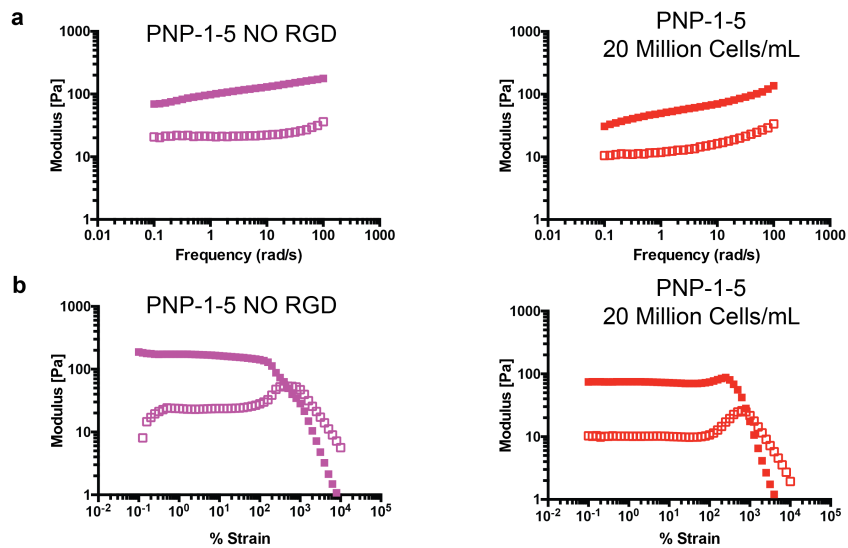 a
PNP-1-5 NO RGD
1000
100
10
1
0.01
0.1
1
10
100
1000
Modulus [Pa]
Frequency (rad/s)
PNP-1-5
20 Million Cells/mL
1000
100
10
1
0.01
0.1
1
10
100
1000
Modulus [Pa]
Frequency (rad/s)
b
PNP-1-5 NO RGD
1000
100
10
1
10-2
10-1
100
101
102
103
104
105
Modulus [Pa]
% Strain
PNP-1-5
20 Million Cells/mL
1000
100
10
1
10-2
10-1
100
101
102
103
104
105
Modulus [Pa]
% Strain